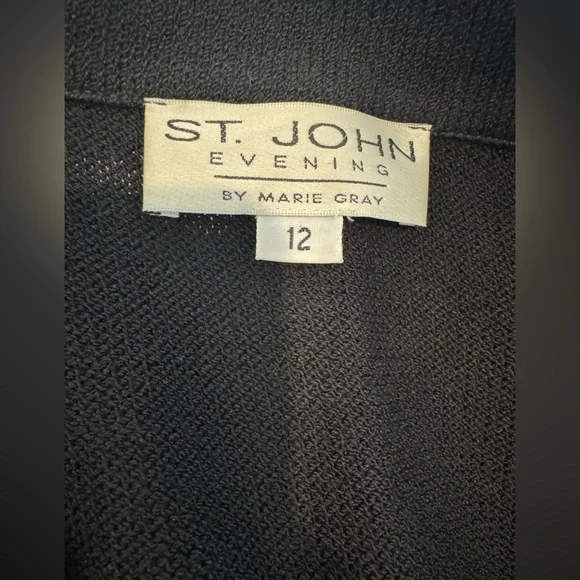 ST. JOHN
EVENING
BY MARIE GRAY
12